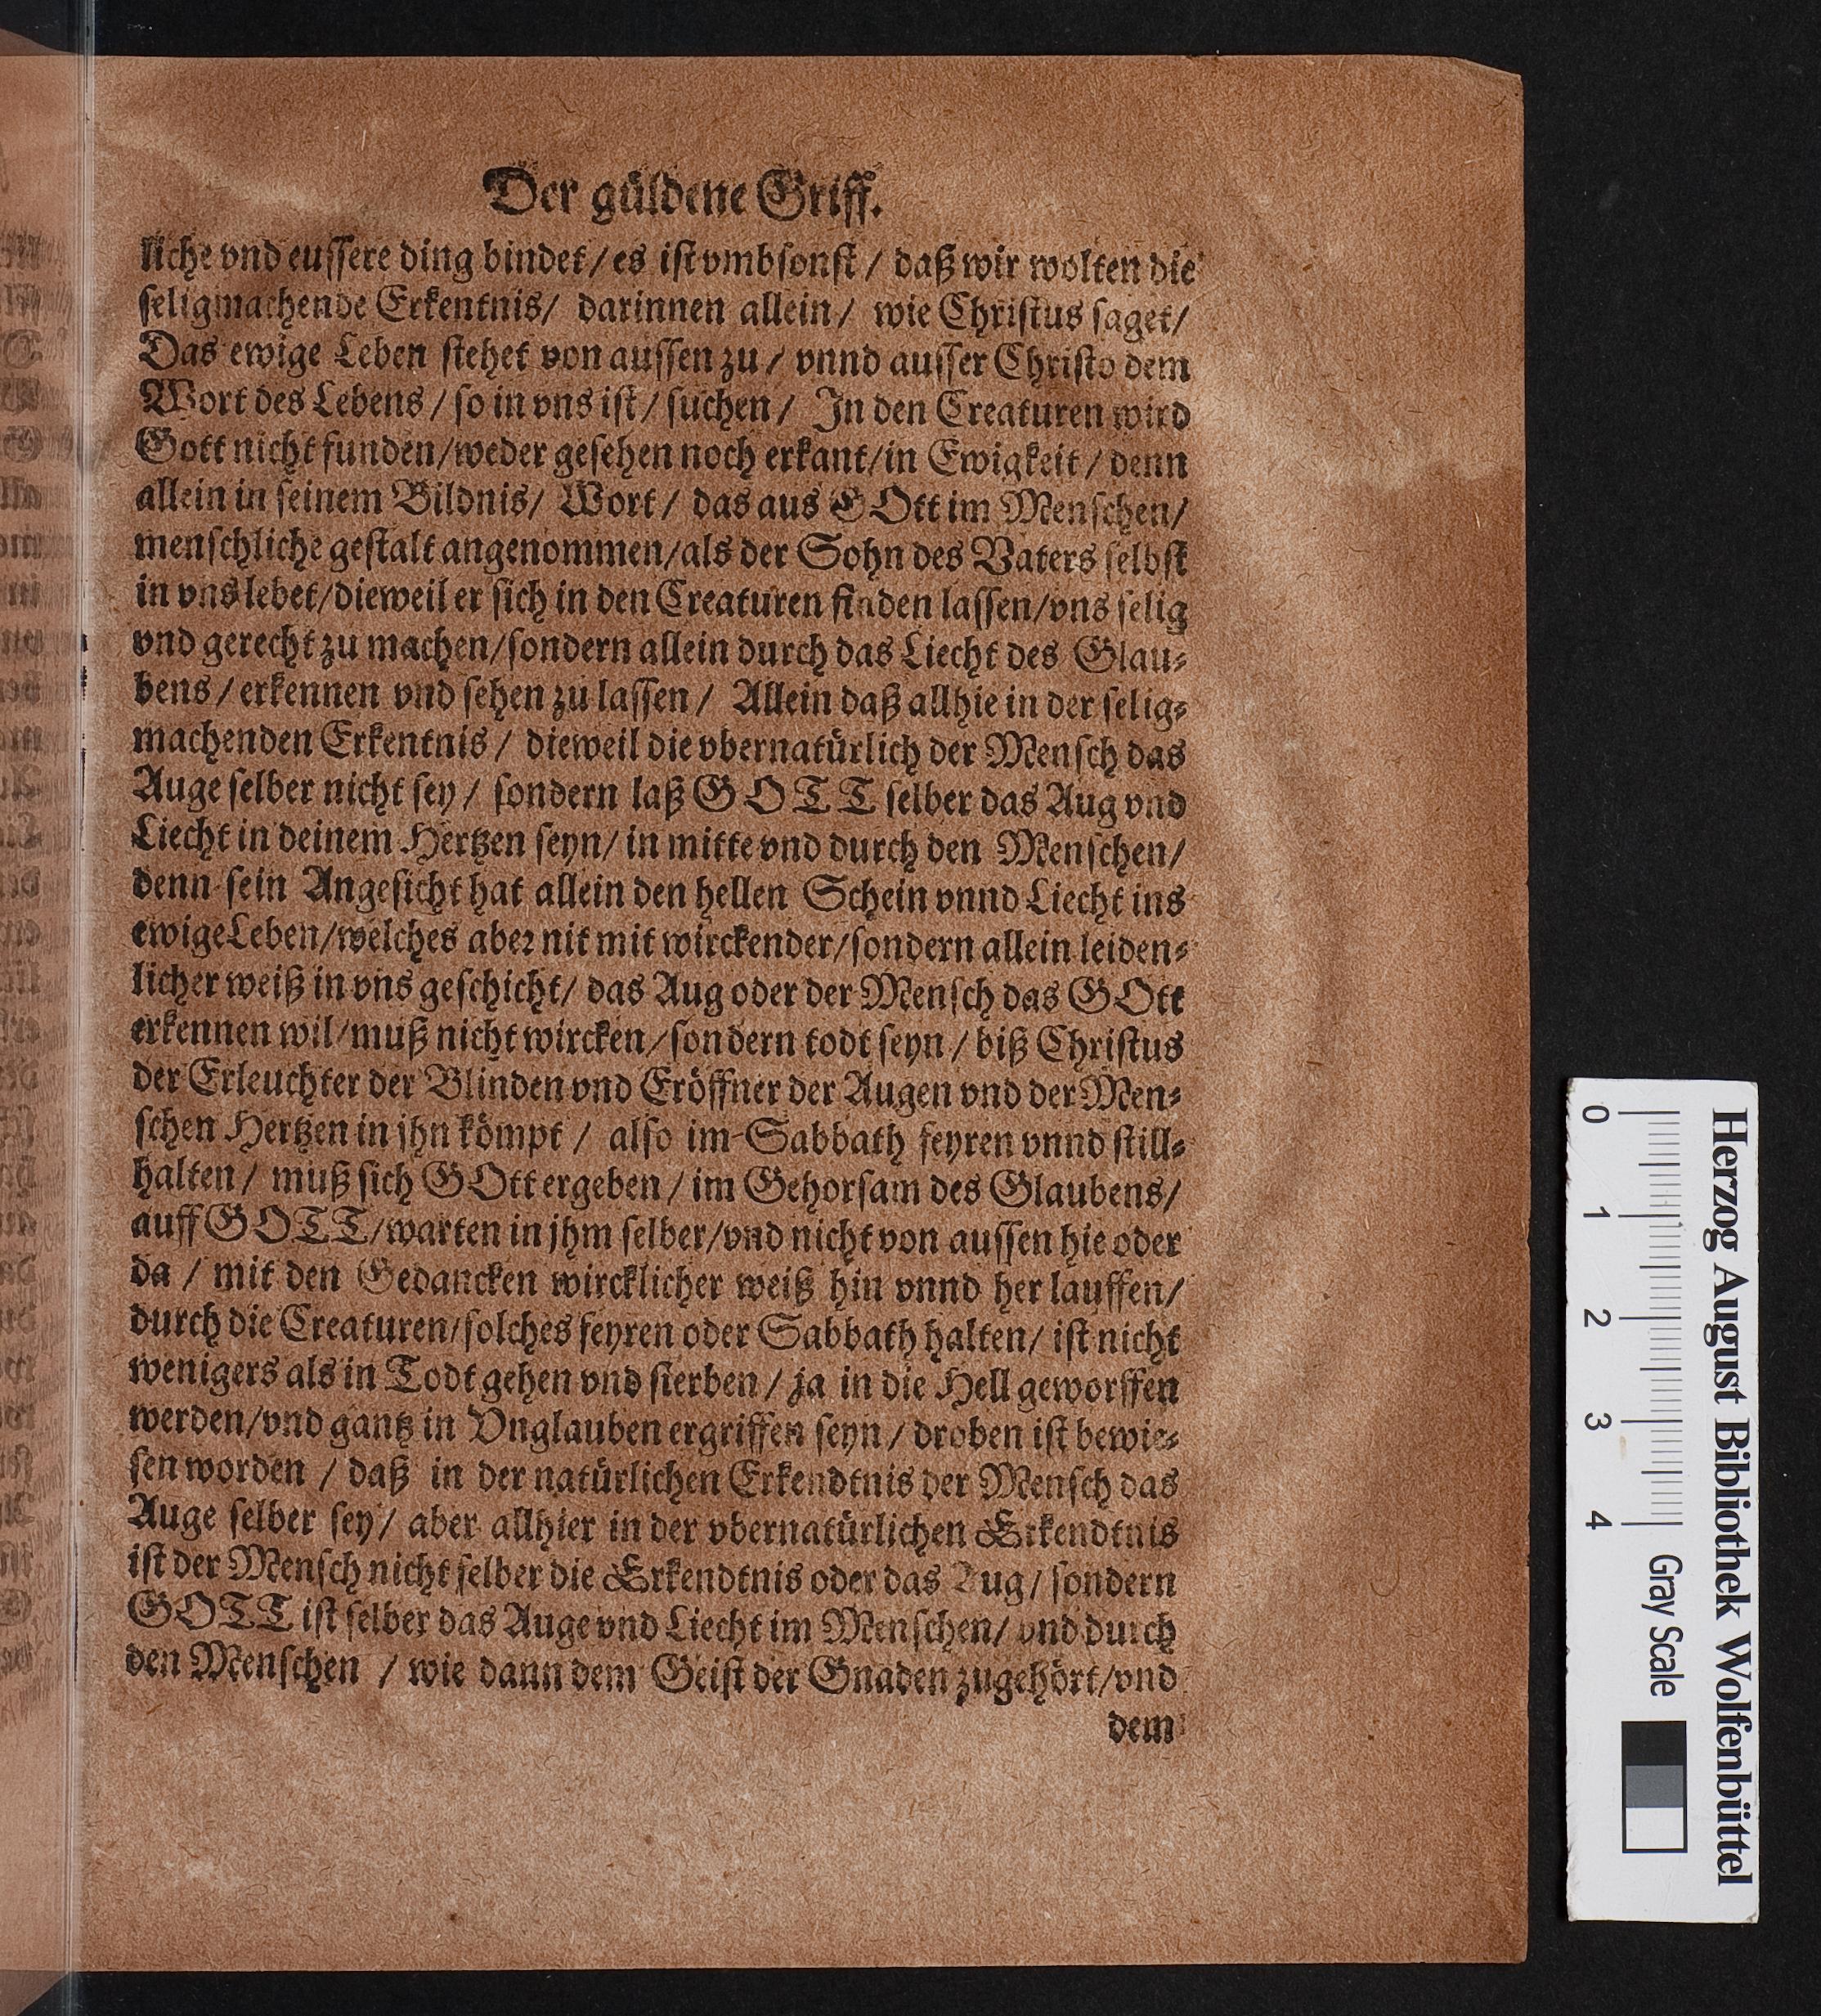 Der güldene Griff.
liche vnd eussere ding bindet/es ist vmbsonst / daß wir wolten die
seligmachende Erkentnis/ darinnen allein/ wie Christus saget/
Das ewige Leben stehet von aussen zu / vnnd ausser Christo dem
Wort des Lebens / so in vns ist / suchen / In den Creaturen wird
Gott nicht funden/weder gesehen noch erkant/in Ewigkeit / denn
allein in seinem Bildnis/ Wort / das aus GOtt im Menschen/
menschliche gestalt angenommen/als der Sohn des Vaters selbst
in vns lebet/dieweil er sich in den Creaturen finden lassen/vns selig
vnd gerecht zu machen/sondern allein durch das Liecht des Glau-
bens / erkennen vnd sehen zu lassen / Allein daß allhie in der selig-
machenden Erkentnis / dieweil die vbernatürlich der Mensch das
Auge selber nicht sey / sondern laß GOTT selber das Aug vnd
Liecht in deinem Hertzen seyn/ in mitte vnd durch den Menschen/
denn sein Angesicht hat allein den hellen Schein vnnd Liecht ins
ewige Leben/welches aber nit mit wirckender/sondern allein leiden-
licher weiß in vns geschicht/ das Aug oder der Mensch das GOtt
erkennen wil/muß nicht wircken/sondern todt seyn / biß Christus
der Erleuchter der Blinden vnd Eröffner der Augen vnd der Men-
schen Hertzen in jhn kömpt / also im Sabbath feyren vnnd still-
halten / muß sich GOtt ergeben / im Gehorsam des Glaubens/
auff GOTT/warten in jhm selber/vnd nicht von aussen hie oder
da / mit den Gedancken wircklicher weiß hin vnnd her lauffen/
durch die Creaturen/solches feyren oder Sabbath halten/ ist nicht
wenigers als in Todt gehen vnd sterben / ja in die Hell geworffen
werden/vnd gantz in Vnglauben ergriffen seyn / droben ist bewie-
sen worden / daß in der natürlichen Erkendtnis der Mensch das
Auge selber sey/ aber allhier in der vbernatürlichen Erkendtnis
ist der Mensch nicht selber die Erkendtnis oder das Aug/ sondern
GOTT ist selber das Auge vnd Liecht im Menschen/ vnd durch
den Menschen / wie dann dem Geist der Gnaden zugehört/vnd
dem
Herzog August Bibliothek Wolfenbüttel
0 1 2 3 4 Gray Scale